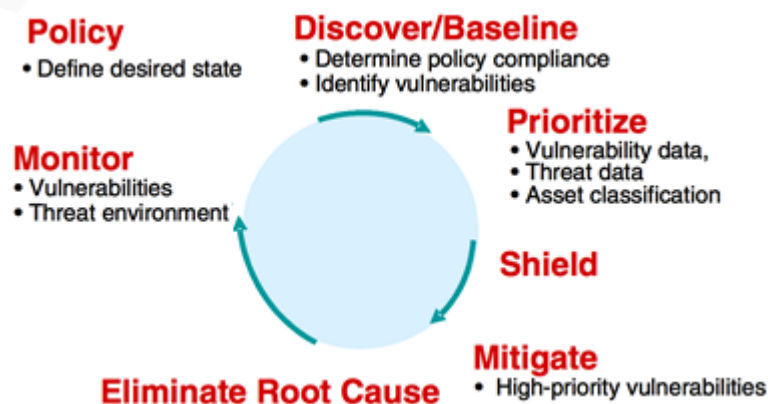 Policy
• Define desired state
Discover/Baseline
• Determine policy compliance
• Identify vulnerabilities
Prioritize
• Vulnerability data,
• Threat data
• Asset classification
Shield
Mitigate
• High-priority vulnerabilities
Eliminate Root Cause
Monitor
• Vulnerabilities
• Threat environment